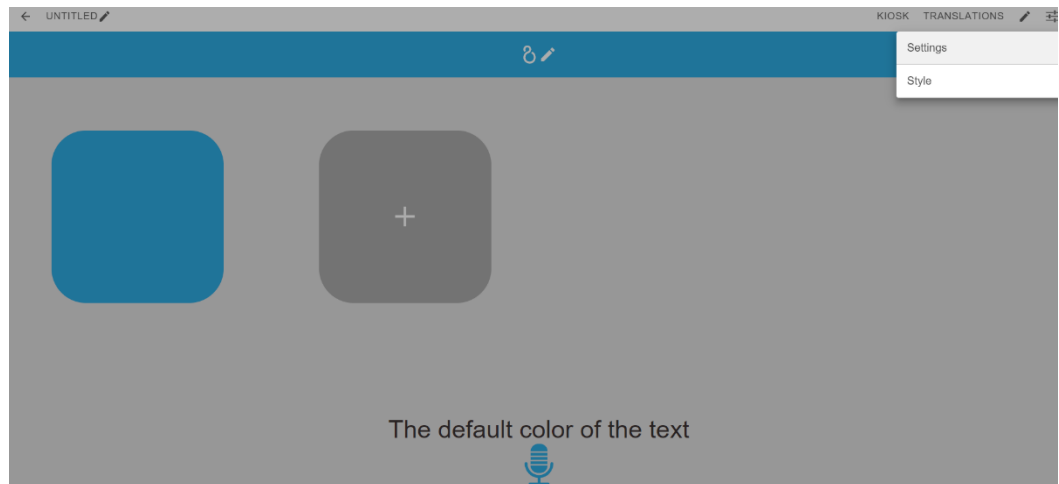 UNTITLED
KIOSK TRANSLATIONS
Settings
Style
The default color of the text